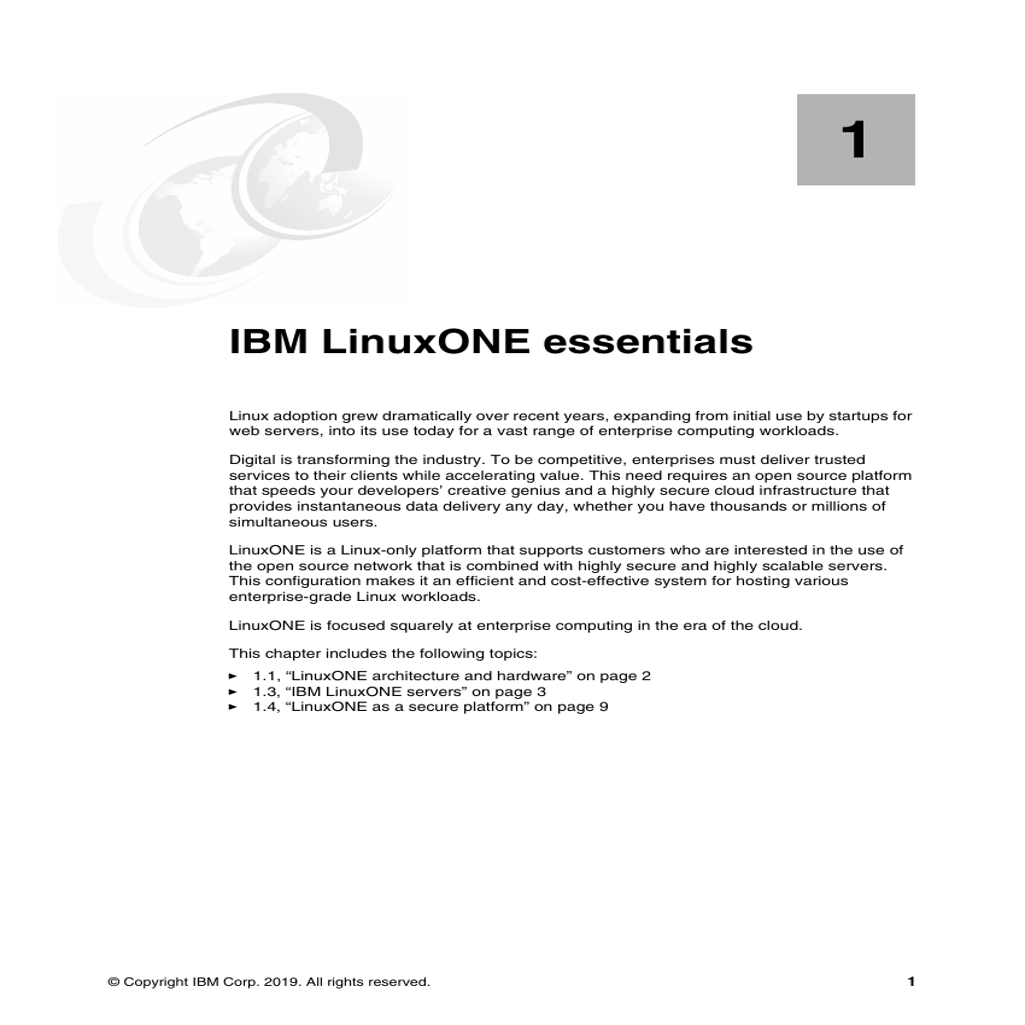 1
IBM LinuxONE essentials
Linux adoption grew dramatically over recent years, expanding from initial use by startups for
web servers, into its use today for a vast range of enterprise computing workloads.
Digital is transforming the industry. To be competitive, enterprises must deliver trusted
services to their clients while accelerating value. This need requires an open source platform
that speeds your developers’ creative genius and a highly secure cloud infrastructure that
provides instantaneous data delivery any day, whether you have thousands or millions of
simultaneous users.
LinuxONE is a Linux-only platform that supports customers who are interested in the use of
the open source network that is combined with highly secure and highly scalable servers.
This configuration makes it an efficient and cost-effective system for hosting various
enterprise-grade Linux workloads.
LinuxONE is focused squarely at enterprise computing in the era of the cloud.
This chapter includes the following topics:
► 1.1, “LinuxONE architecture and hardware” on page 2
► 1.3, “IBM LinuxONE servers” on page 3
► 1.4, “LinuxONE as a secure platform” on page 9
© Copyright IBM Corp. 2019. All rights reserved. 1